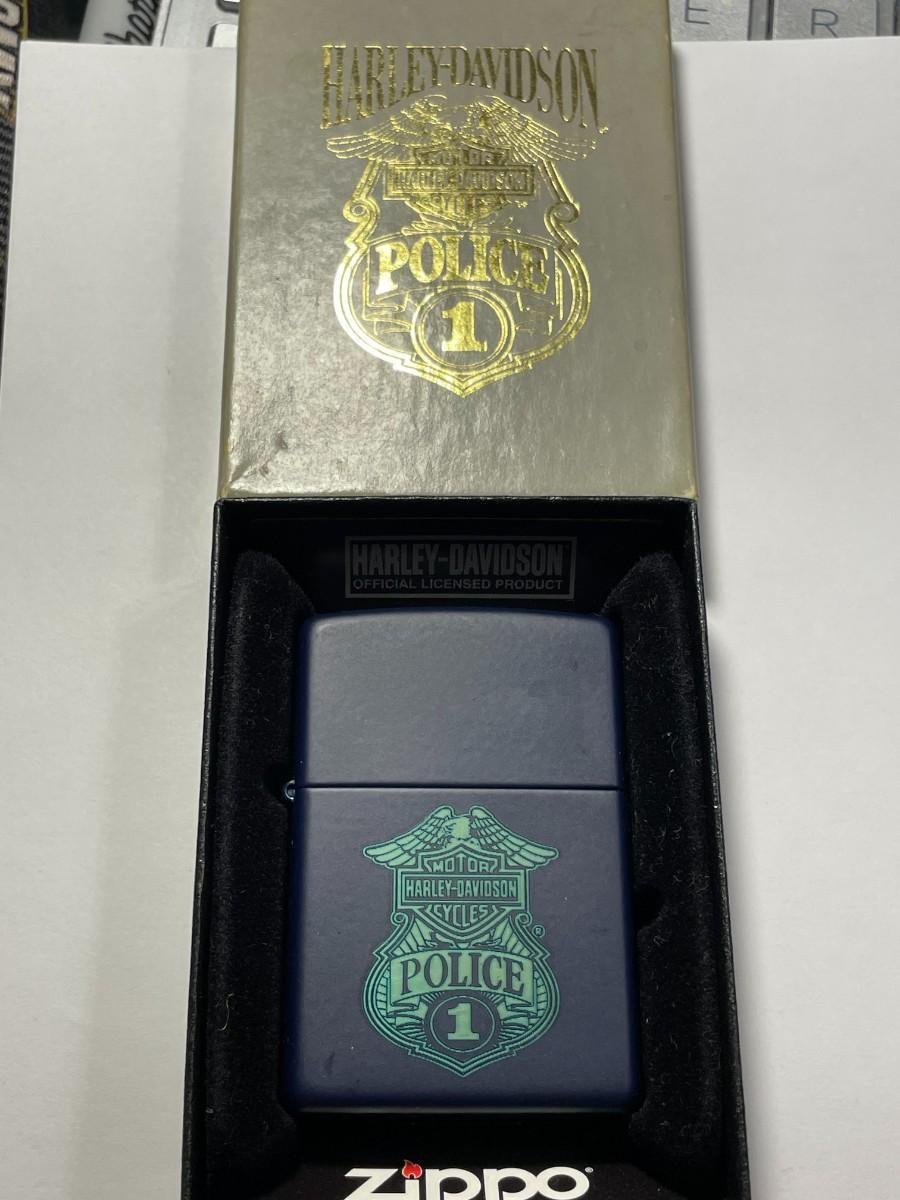 E R
HARLEY-DAVIDSON
MOTOR
HARLEY-DAVIDSON
CYCLES
POLICE
1
HARLEY-DAVIDSON
OFFICIAL LICENSED PRODUCT
MOTOR
HARLEY-DAVIDSON
CYCLES
®
POLICE
1
zippo®